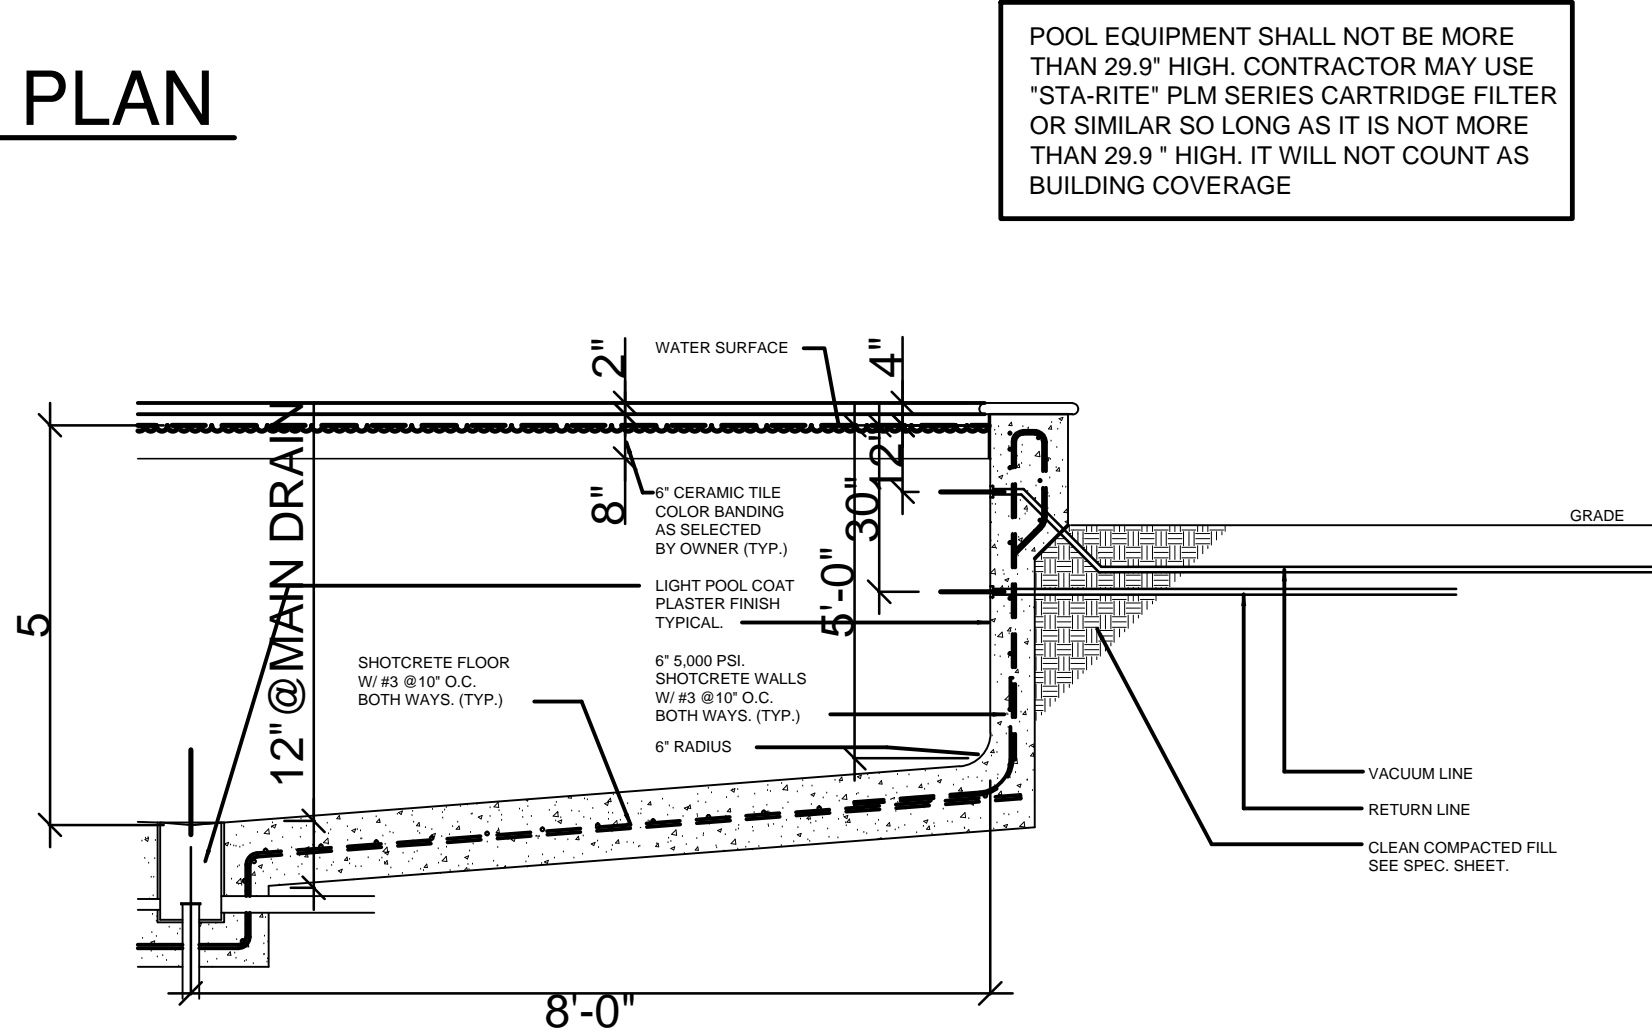 PLAN
POOL EQUIPMENT SHALL NOT BE MORE
THAN 29.9" HIGH. CONTRACTOR MAY USE
"STA-RITE" PLM SERIES CARTRIDGE FILTER
OR SIMILAR SO LONG AS IT IS NOT MORE
THAN 29.9 " HIGH. IT WILL NOT COUNT AS
BUILDING COVERAGE
2"
WATER SURFACE
4"
12"
30"
5'-0"
8"
6" CERAMIC TILE
COLOR BANDING
AS SELECTED
BY OWNER (TYP.)
GRADE
LIGHT POOL COAT
PLASTER FINISH
TYPICAL.
5
12" @MAIN DRAIN
SHOTCRETE FLOOR
W/ #3 @10" O.C.
BOTH WAYS. (TYP.)
6" 5,000 PSI.
SHOTCRETE WALLS
W/ #3 @10" O.C.
BOTH WAYS. (TYP.)
6" RADIUS
VACUUM LINE
RETURN LINE
CLEAN COMPACTED FILL
SEE SPEC. SHEET.
8'-0"